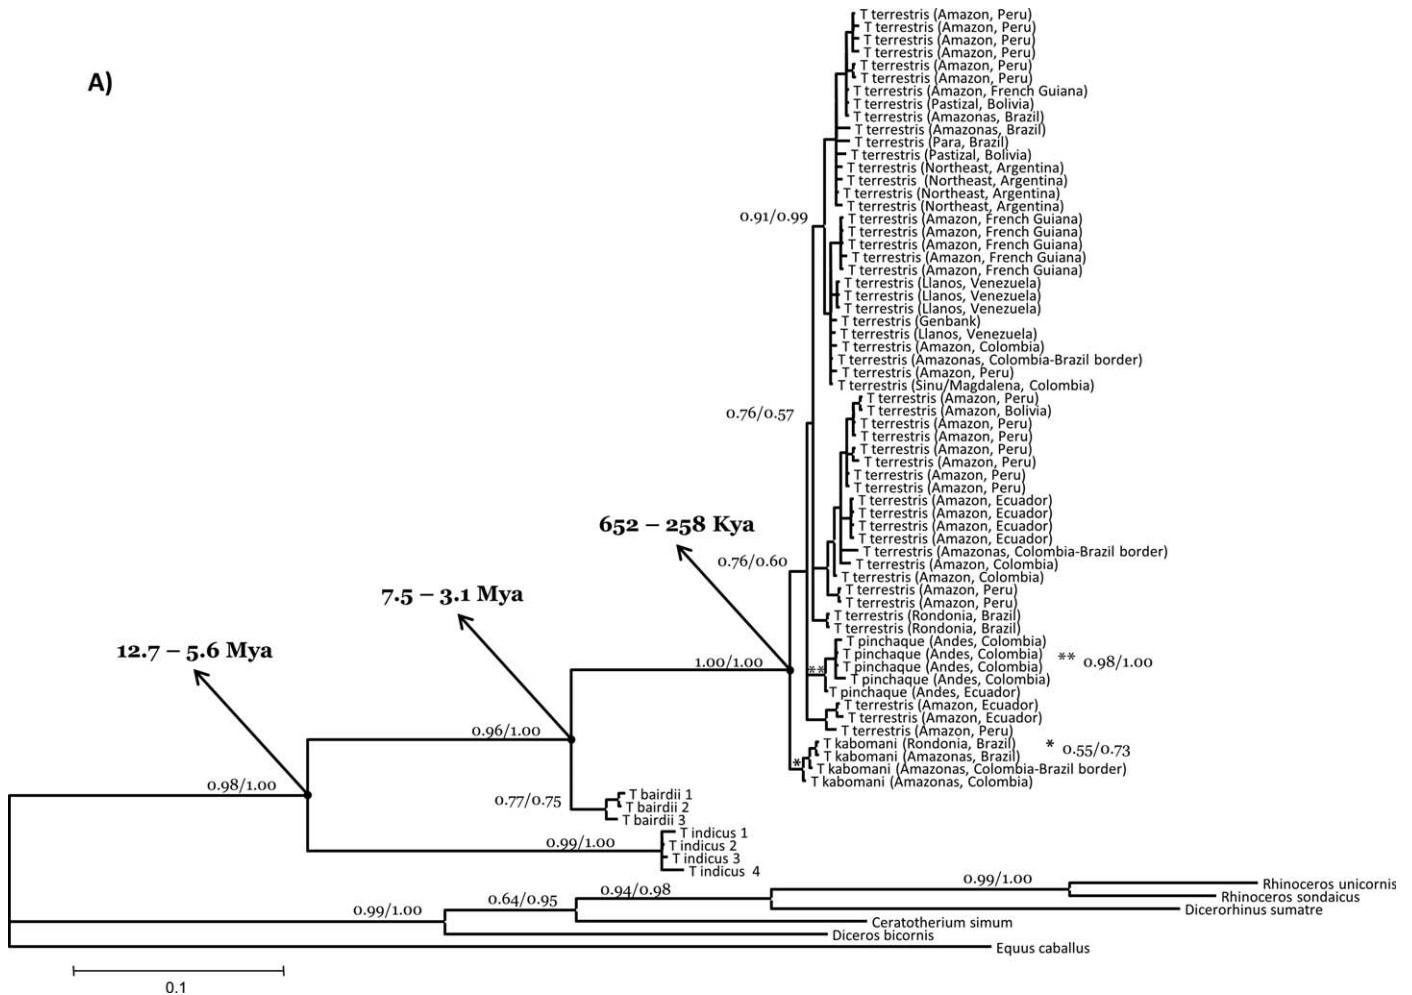 A)
T terrestris (Amazon, Peru)
T terrestris (Amazon, Peru)
T terrestris (Amazon, Peru)
T terrestris (Amazon, Peru)
T terrestris (Amazon, Peru)
T terrestris (Amazon, Peru)
T terrestris (Amazon, French Guiana)
T terrestris (Pastizal, Bolivia)
T terrestris (Amazonas, Brazil)
T terrestris (Amazonas, Brazil)
T terrestris (Para, Brazil)
T terrestris (Pastizal, Bolivia)
T terrestris (Northeast, Argentina)
T terrestris (Northeast, Argentina)
T terrestris (Northeast, Argentina)
T terrestris (Northeast, Argentina)
0.91/0.99
T terrestris (Amazon, French Guiana)
T terrestris (Amazon, French Guiana)
T terrestris (Amazon, French Guiana)
T terrestris (Amazon, French Guiana)
T terrestris (Amazon, French Guiana)
T terrestris (Llanos, Venezuela)
T terrestris (Llanos, Venezuela)
T terrestris (Llanos, Venezuela)
T terrestris (Genbank)
T terrestris (Llanos, Venezuela)
T terrestris (Amazon, Colombia)
T terrestris (Amazonas, Colombia-Brazil border)
T terrestris (Amazon, Peru)
T terrestris (Sinu/Magdalena, Colombia)
T terrestris (Amazon, Peru)
T terrestris (Amazon, Bolivia)
0.76/0.57
T terrestris (Amazon, Peru)
T terrestris (Amazon, Peru)
T terrestris (Amazon, Peru)
T terrestris (Amazon, Peru)
T terrestris (Amazon, Peru)
T terrestris (Amazon, Peru)
T terrestris (Amazon, Ecuador)
T terrestris (Amazon, Ecuador)
652 – 258 Kya
T terrestris (Amazon, Ecuador)
T terrestris (Amazon, Ecuador)
T terrestris (Amazonas, Colombia-Brazil border)
0.76/0.60
T terrestris (Amazon, Colombia)
T terrestris (Amazon, Colombia)
T terrestris (Amazon, Peru)
7.5 – 3.1 Mya
T terrestris (Amazon, Peru)
T terrestris (Rondonia, Brazil)
T terrestris (Rondonia, Brazil)
T pinchaque (Andes, Colombia)
12.7 – 5.6 Mya
T pinchaque (Andes, Colombia)
** 0.98/1.00
1.00/1.00
**
T pinchaque (Andes, Colombia)
T pinchaque (Andes, Colombia)
T pinchaque (Andes, Ecuador)
T terrestris (Amazon, Ecuador)
T terrestris (Amazon, Ecuador)
0.96/1.00
T terrestris (Amazon, Peru)
T kabomani (Rondonia, Brazil)
* 0.55/0.73
*
T kabomani (Amazonas, Brazil)
T kabomani (Amazonas, Colombia-Brazil border)
T kabomani (Amazonas, Colombia)
0.98/1.00
T bairdii 1
0.77/0.75
T bairdii 2
T bairdii 3
T indicus 1
0.99/1.00
T indicus 2
T indicus 3
T indicus 4
0.99/1.00
Rhinoceros unicornis
0.94/0.98
Rhinoceros sondaicus
0.64/0.95
Dicerorhinus sumatre
0.99/1.00
Ceratotherium simum
Diceros bicornis
Equus caballus
0.1